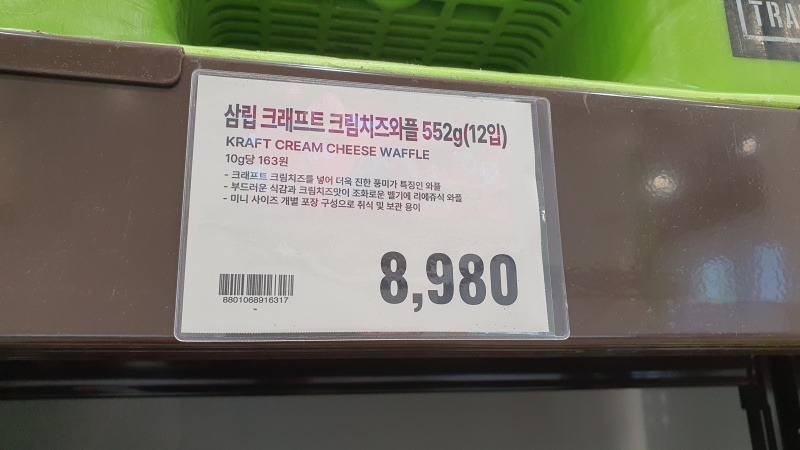 TRA
삼립 크래프트 크림치즈와플 552g(12입)
KRAFT CREAM CHEESE WAFFLE
10g당 163원
- 크래프트 크림치즈를 넣어 더욱 진한 풍미가 특징인 와플
- 부드러운 식감과 크림치즈맛이 조화로운 벨기에 리에쥬식 와플
- 미니 사이즈 개별 포장 구성으로 취식 및 보관 용이
8,980
8801068916317